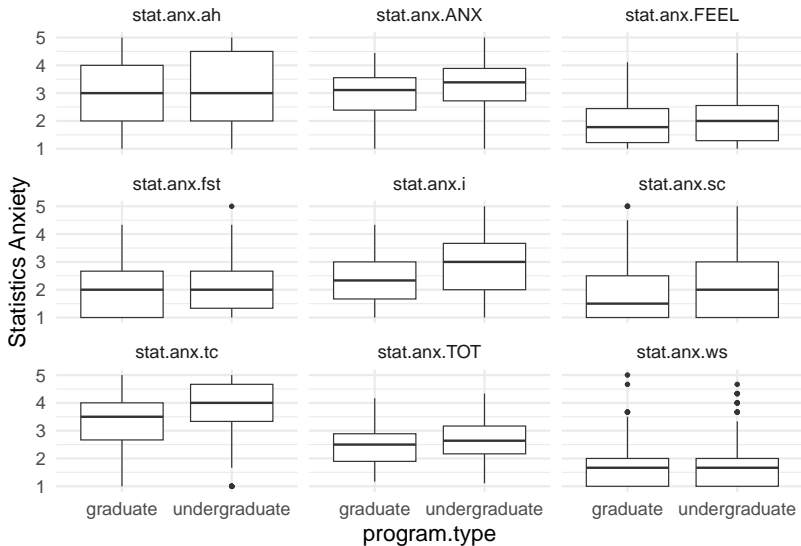 stat.anx.ah stat.anx.ANX stat.anx.FEEL
5
4
3
2
1
stat.anx.fst stat.anx.i stat.anx.sc
5
4
3
2
1
stat.anx.tc stat.anx.TOT stat.anx.ws
5
4
3
2
1
Statistics Anxiety
graduate undergraduate graduate undergraduate graduate undergraduate
program.type